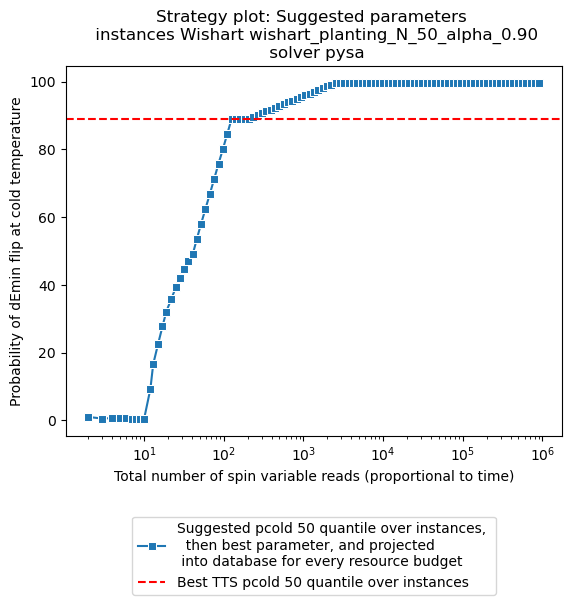 Strategy plot: Suggested parameters
instances Wishart wishart_planting_N_50_alpha_0.90
solver pysa
Probability of dEmin flip at cold temperature
100
80
60
40
20
0
10¹
10²
10³
10⁴
10⁵
10⁶
Total number of spin variable reads (proportional to time)
Suggested pcold 50 quantile over instances,
then best parameter, and projected
into database for every resource budget
Best TTS pcold 50 quantile over instances